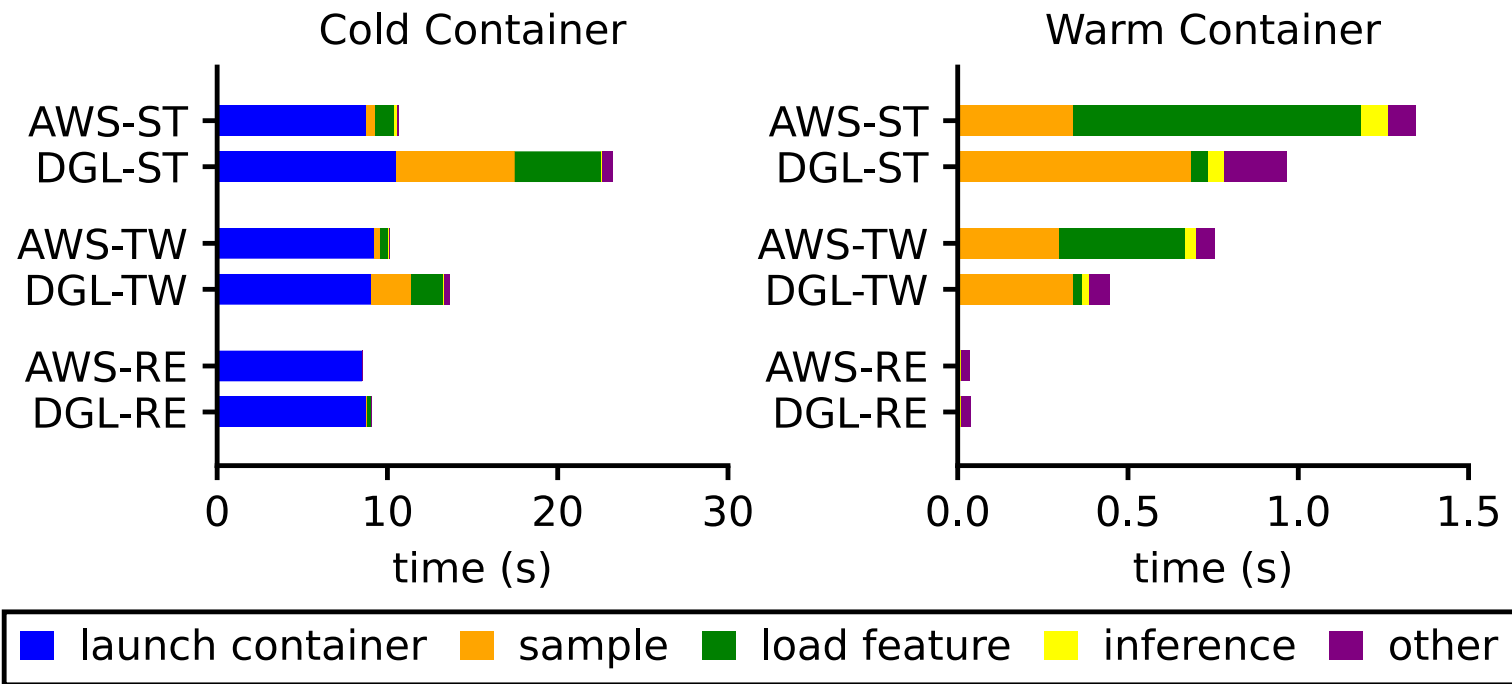 Cold Container
AWS-ST
DGL-ST
AWS-TW
DGL-TW
AWS-RE
DGL-RE
0 10 20 30
time (s)
Warm Container
AWS-ST
DGL-ST
AWS-TW
DGL-TW
AWS-RE
DGL-RE
0.0 0.5 1.0 1.5
time (s)
launch container sample load feature inference other